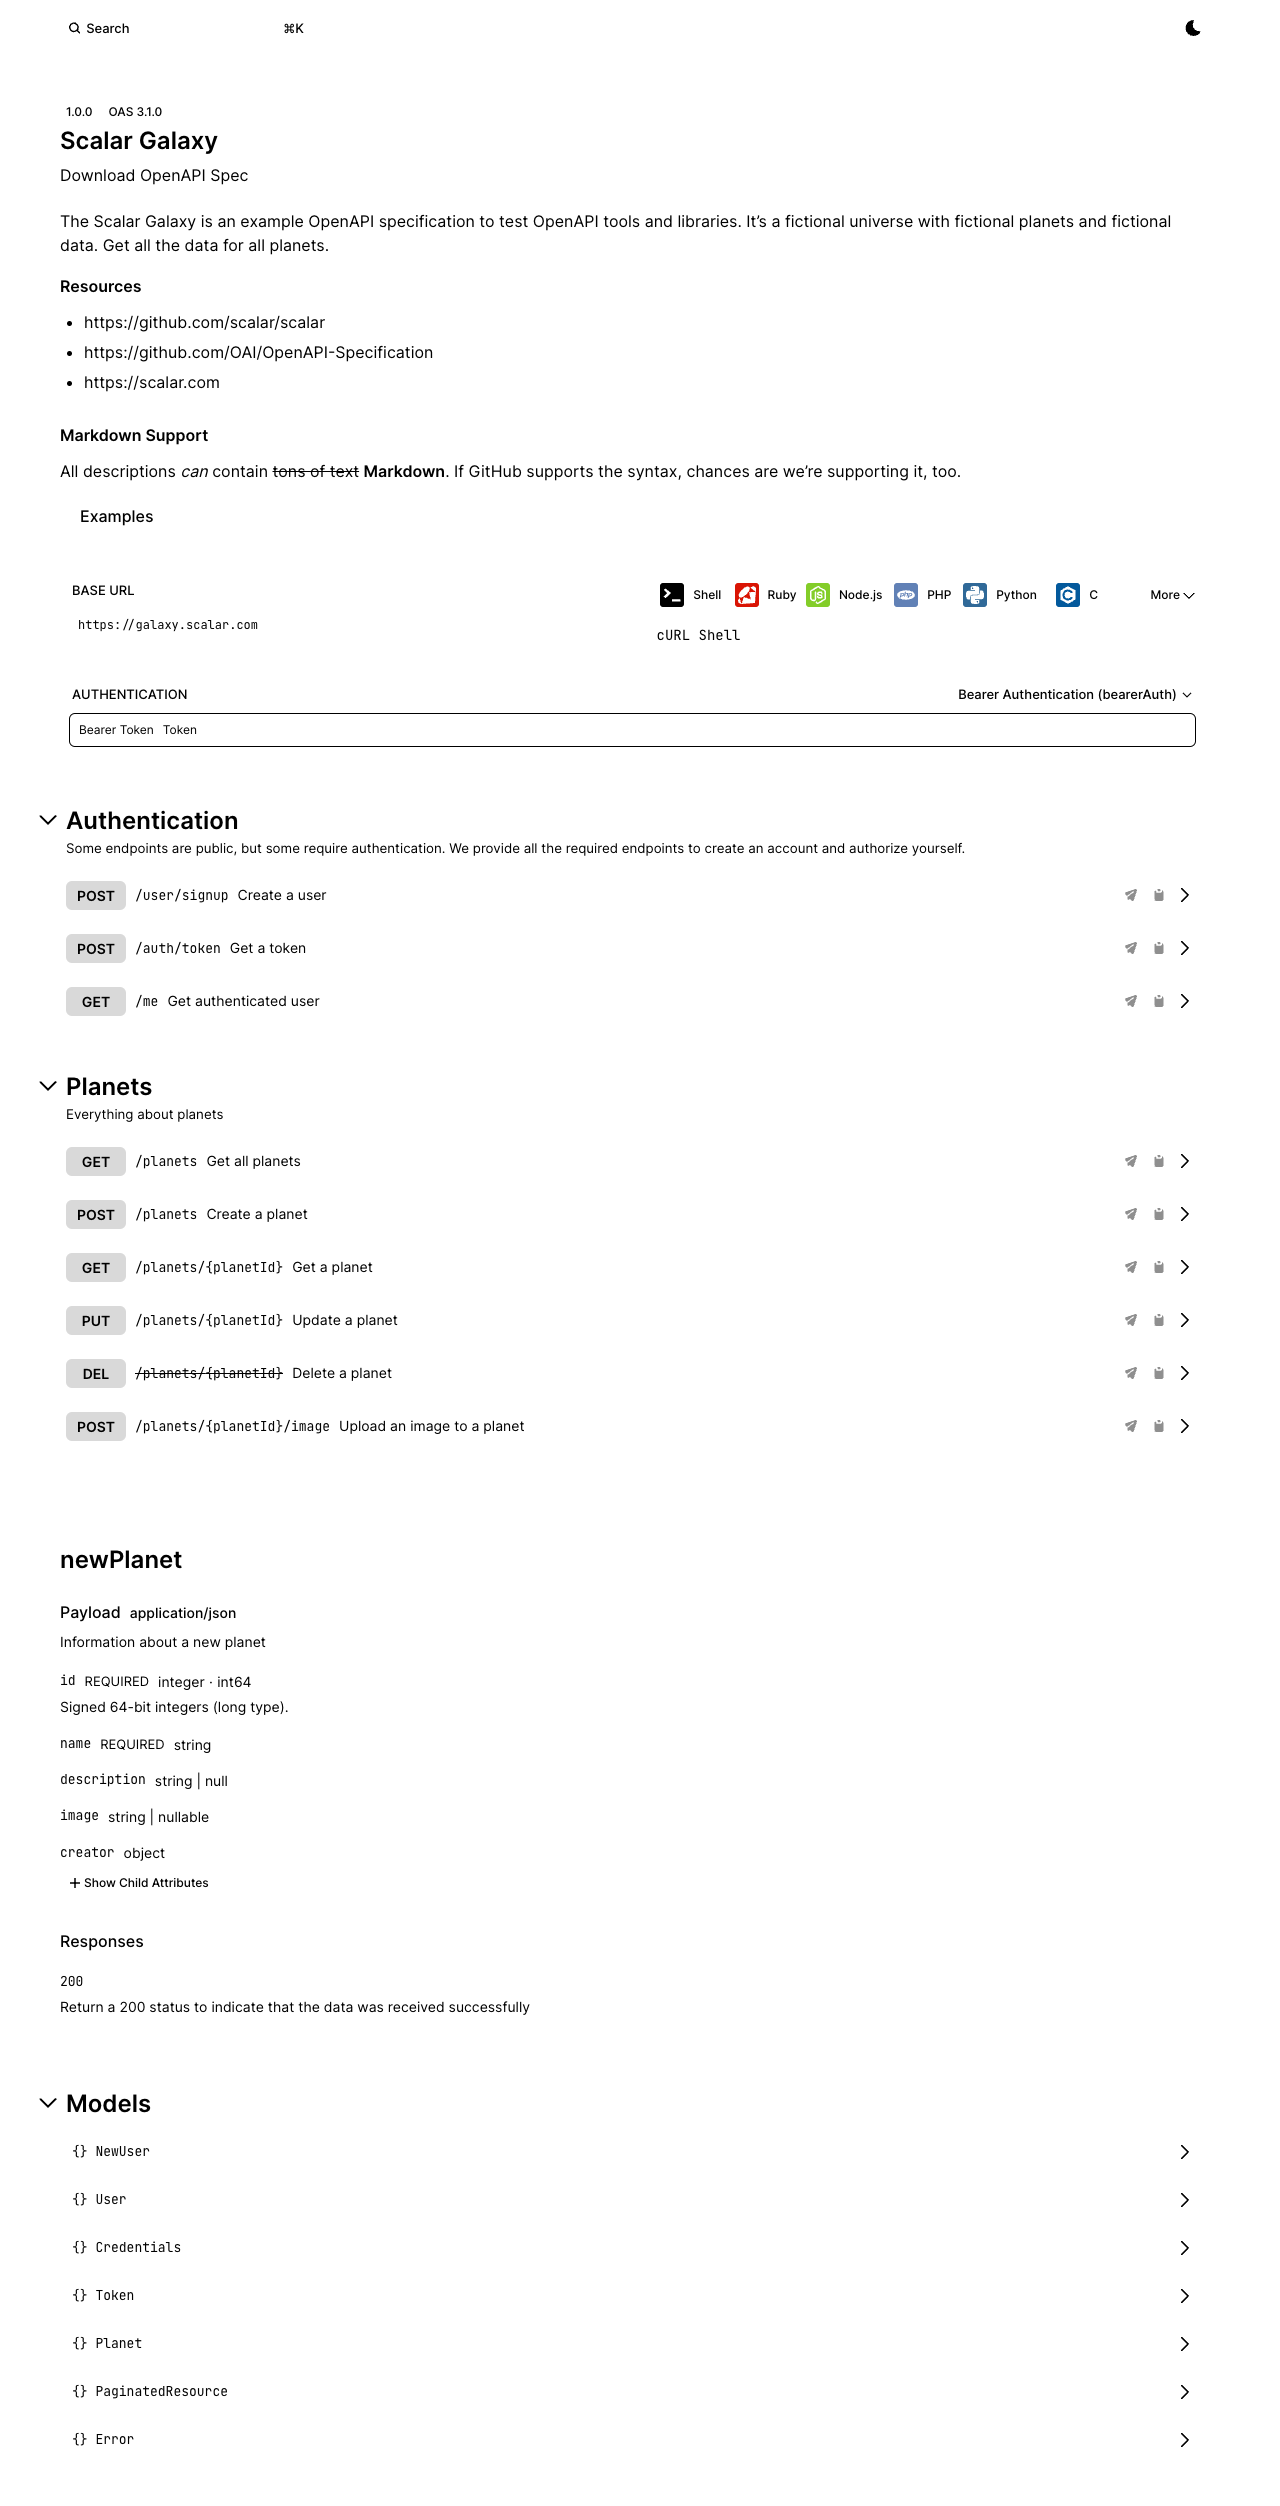 Search ⌘K
1.0.0 OAS 3.1.0
Scalar Galaxy
Download OpenAPI Spec
The Scalar Galaxy is an example OpenAPI specification to test OpenAPI tools and libraries. It’s a fictional universe with fictional planets and fictional
data. Get all the data for all planets.
Resources
• https://github.com/scalar/scalar
• https://github.com/OAI/OpenAPI-Specification
• https://scalar.com
Markdown Support
All descriptions can contain tons of text Markdown. If GitHub supports the syntax, chances are we’re supporting it, too.
Examples
BASE URL
https://galaxy.scalar.com
Shell Ruby Node.js PHP Python C More
cURL Shell
AUTHENTICATION Bearer Authentication (bearerAuth)
Bearer Token Token
Authentication
Some endpoints are public, but some require authentication. We provide all the required endpoints to create an account and authorize yourself.
POST /user/signup Create a user
POST /auth/token Get a token
GET /me Get authenticated user
Planets
Everything about planets
GET /planets Get all planets
POST /planets Create a planet
GET /planets/{planetId} Get a planet
PUT /planets/{planetId} Update a planet
DEL /planets/{planetId} Delete a planet
POST /planets/{planetId}/image Upload an image to a planet
newPlanet
Payload application/json
Information about a new planet
id REQUIRED integer · int64
Signed 64-bit integers (long type).
name REQUIRED string
description string | null
image string | nullable
creator object
+ Show Child Attributes
Responses
200
Return a 200 status to indicate that the data was received successfully
Models
{} NewUser
{} User
{} Credentials
{} Token
{} Planet
{} PaginatedResource
{} Error